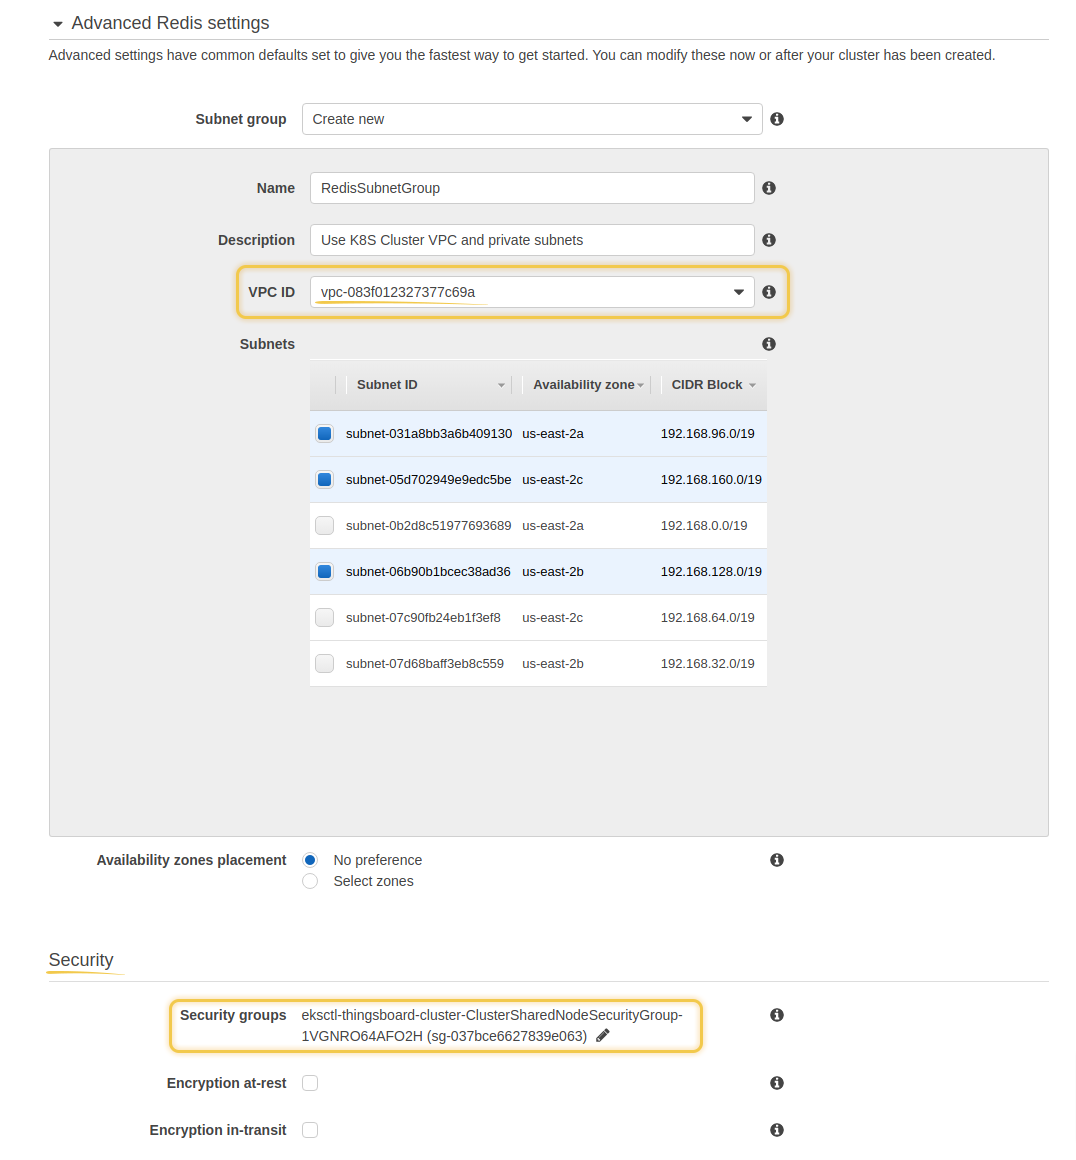 Advanced Redis settings
Advanced settings have common defaults set to give you the fastest way to get started. You can modify these now or after your cluster has been created.
Subnet group Create new
Name RedisSubnetGroup
Description Use K8S Cluster VPC and private subnets
VPC ID vpc-083f012327377c69a
Subnets
Subnet ID Availability zone CIDR Block
subnet-031a8bb3a6b409130 us-east-2a 192.168.96.0/19
subnet-05d702949e9edc5be us-east-2c 192.168.160.0/19
subnet-0b2d8c51977693689 us-east-2a 192.168.0.0/19
subnet-06b90b1bcec38ad36 us-east-2b 192.168.128.0/19
subnet-07c90fb24eb1f3ef8 us-east-2c 192.168.64.0/19
subnet-07d68baff3eb8c559 us-east-2b 192.168.32.0/19
Availability zones placement No preference
Select zones
Security
Security groups eksctl-thingsboard-cluster-ClusterSharedNodeSecurityGroup-
1VGNRO64AFO2H (sg-037bce6627839e063)
Encryption at-rest
Encryption in-transit